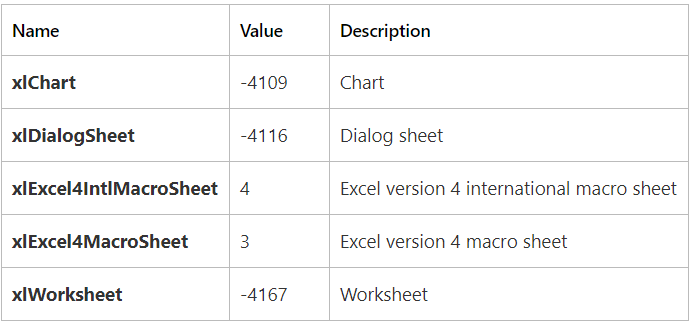 Name Value Description
xlChart -4109 Chart
xlDialogSheet -4116 Dialog sheet
xlExcel4IntlMacroSheet 4 Excel version 4 international macro sheet
xlExcel4MacroSheet 3 Excel version 4 macro sheet
xlWorksheet -4167 Worksheet